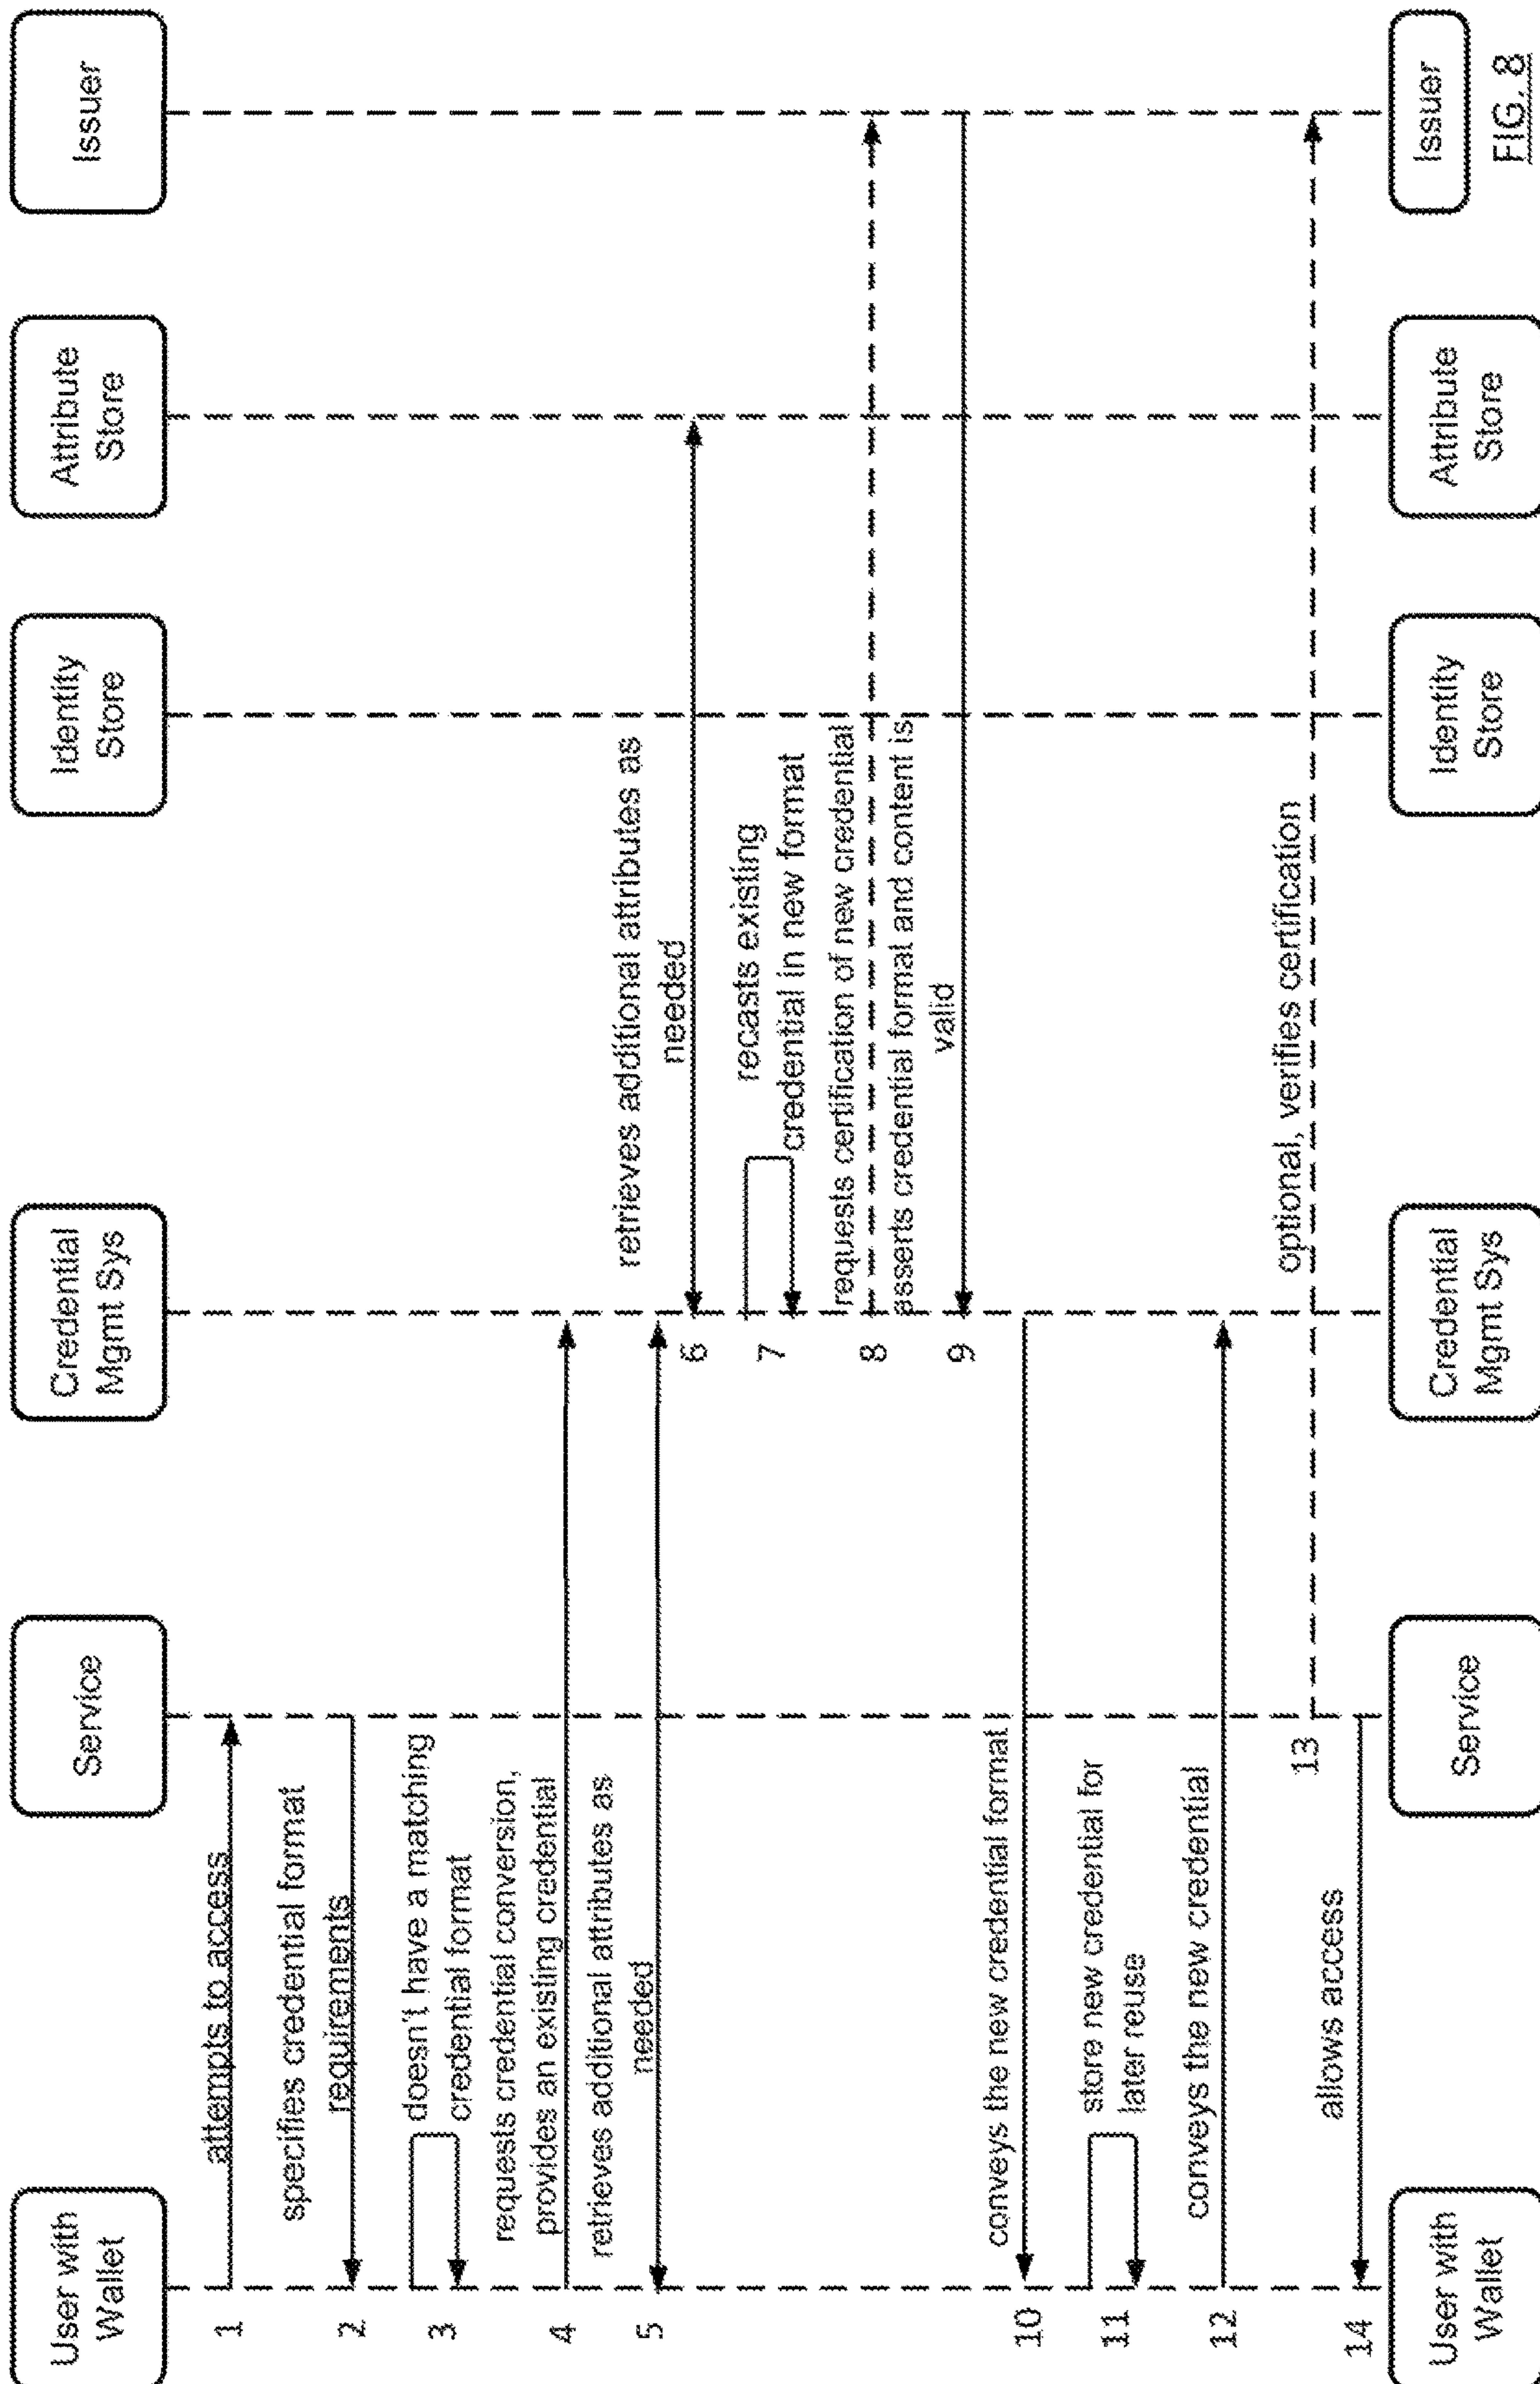 User with
Wallet
Service
Credential
Mgmt Sys
Identity
Store
Attribute
Store
Issuer
1
attempts to access
2
specifies credential format
requirements
3
doesn't have a matching
credential format
4
requests credential conversion,
provides an existing credential
5
retrieves additional attributes as
needed
6
retrieves additional attributes as
needed
7
recasts existing
credential in new format
8
requests certification of new credential
9
asserts credential format and content is
valid
10
conveys the new credential format
11
store new credential for
later reuse
12
conveys the new credential
13
optional, verifies certification
14
allows access
User with
Wallet
Service
Credential
Mgmt Sys
Identity
Store
Attribute
Store
Issuer
FIG. 8